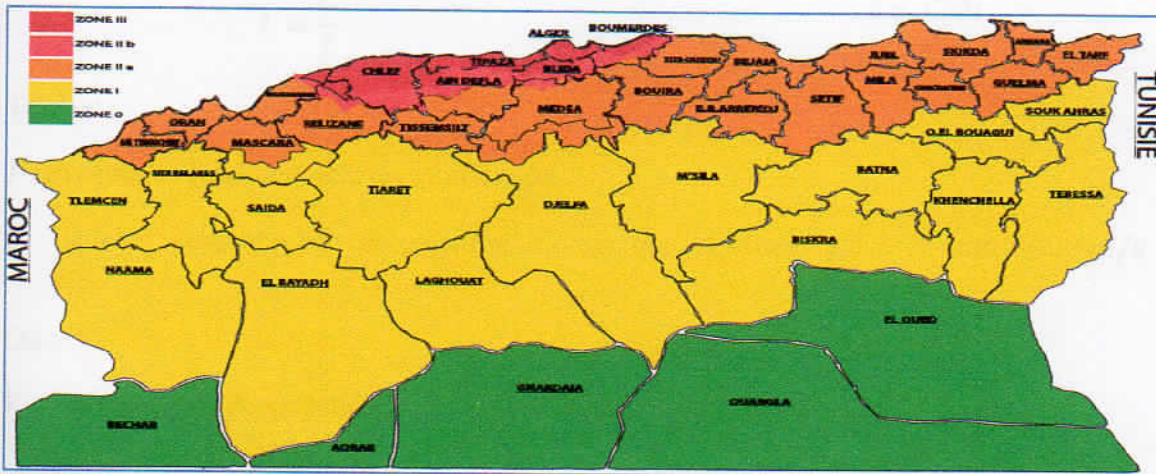 ZONE III
ZONE II b
ZONE II a
ZONE I
ZONE 0
ALGER
BOUMERDES
TIPAZA
CHLEF
AIN DEFLA
BLIDA
BEJAIA
JIJEL
SKIKDA
EL TARF
ORAN
MASCARA
RELIZANE
TISSEMSILT
MEDEA
BOUIRA
B.B.ARRERIDJ
SETIF
MILA
GUELMA
SOUK AHRAS
O.EL BOUAGUI
TLEMCEN
SAIDA
TIARET
DJELFA
M'SILA
BATNA
KHENCHELLA
TEBESSA
BISKRA
NAAMA
EL BAYADH
LAGHOUAT
EL OUED
GHARDAIA
OUARGLA
BECHAR
ADRAR
MAROC
TUNISIE